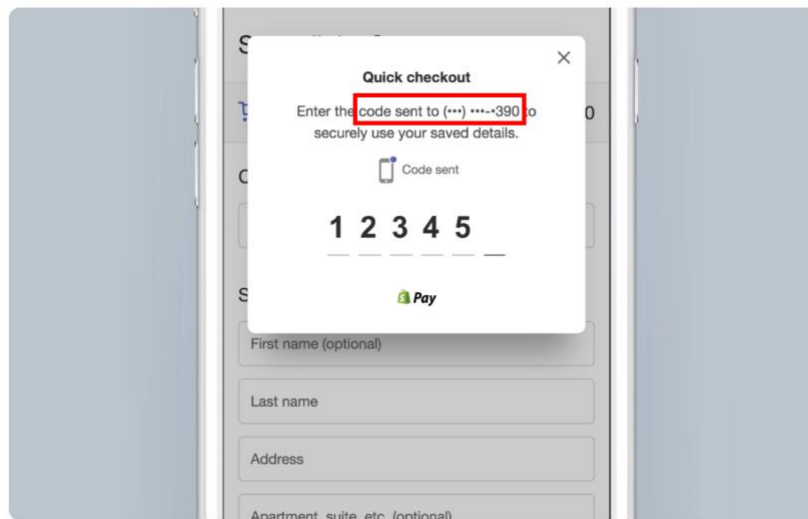 S
Quick checkout
Enter the code sent to (•••) •••-•390 to
0
securely use your saved details.
C
Code sent
1 2 3 4 5
S
Pay
First name (optional)
Last name
Address
Apartment, suite, etc. (optional)